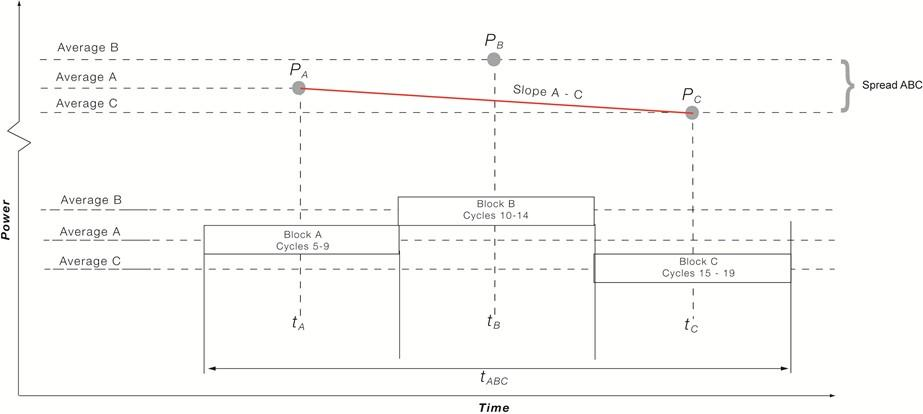 Average B
P_B
P_A
Average A
Spread ABC
Slope A - C
P_C
Average C
Average B
Block B
Cycles 10-14
Power
Average A
Block A
Cycles 5-9
Average C
Block C
Cycles 15 - 19
t_A
t_B
t_C
t_ABC
Time